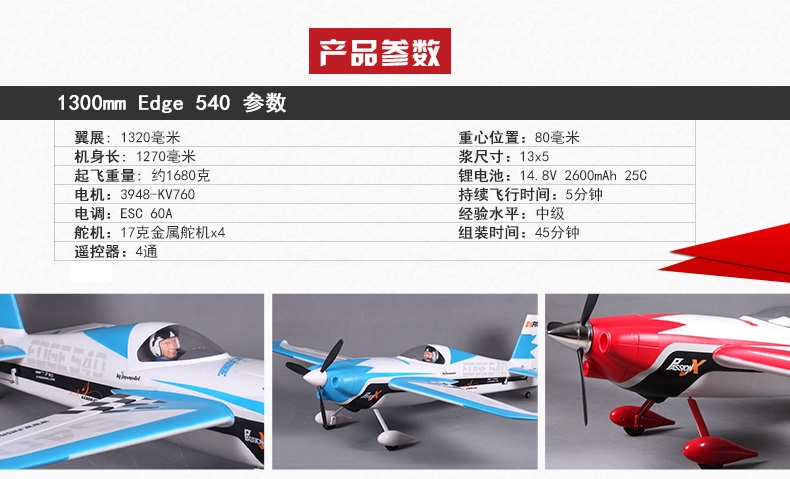 产品参数
1300mm Edge 540 参数
翼展: 1320毫米
重心位置: 80毫米
机身长: 1270毫米
浆尺寸: 13x5
起飞重量: 约1680克
锂电池: 14.8V 2600mAh 25C
电机: 3948-KV760
持续飞行时间: 5分钟
电调: ESC 60A
经验水平: 中级
舵机: 17克金属舵机x4
组装时间: 45分钟
遥控器: 4通
EDGE 540
PASSION X